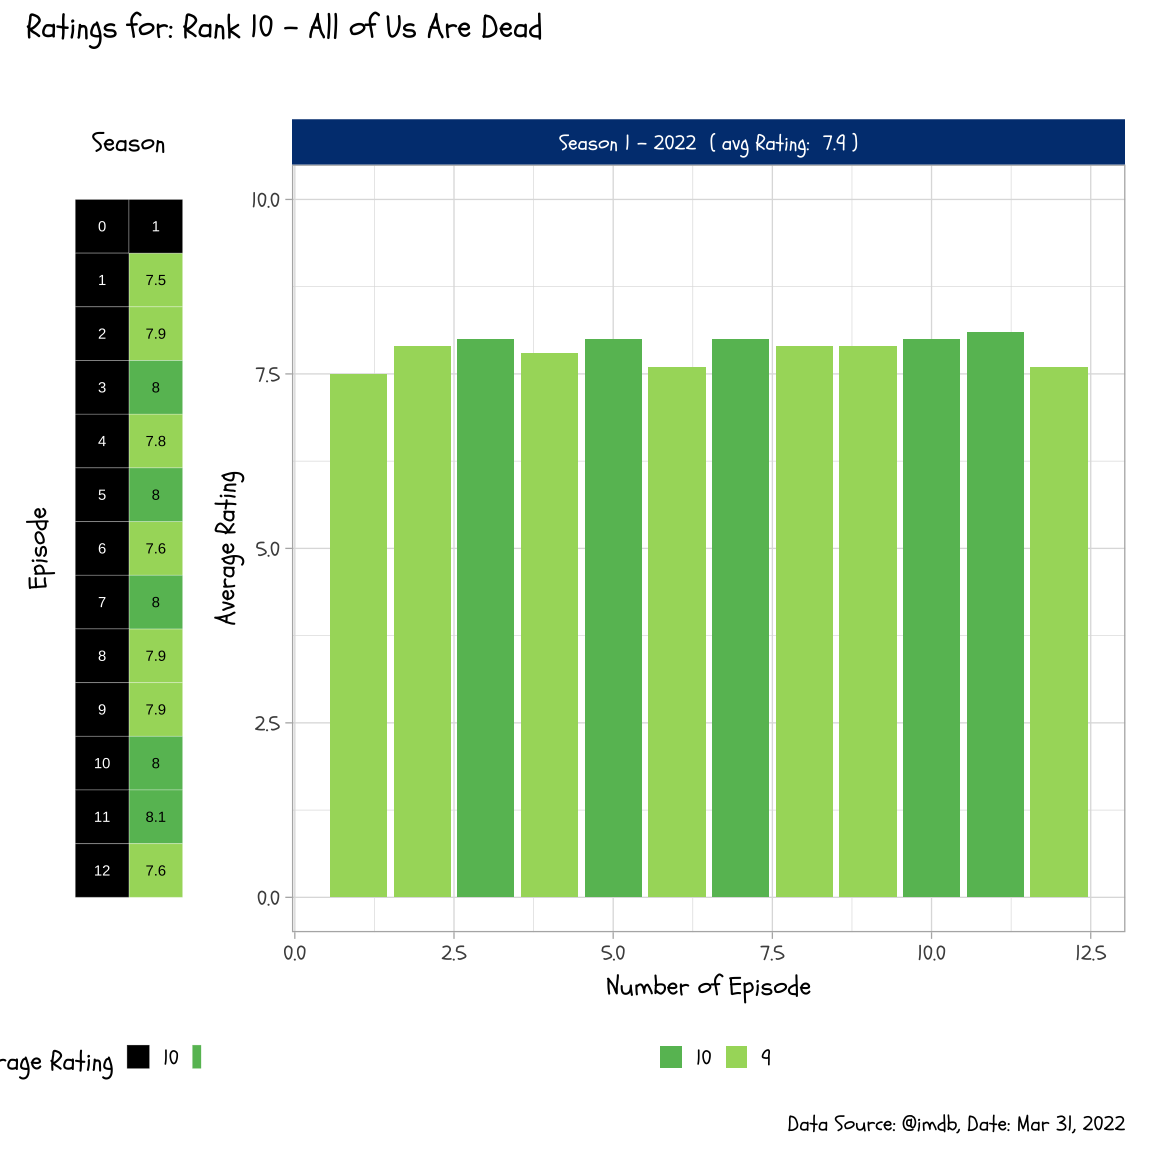 Ratings for: Rank 10 - All of Us Are Dead
Season
Season 1 - 2022 ( avg Rating: 7.9 )
0 1
1 7.5
2 7.9
3 8
4 7.8
5 8
6 7.6
7 8
8 7.9
9 7.9
10 8
11 8.1
12 7.6
Episode
Average Rating
10.0
7.5
5.0
2.5
0.0
0.0 2.5 5.0 7.5 10.0 12.5
Number of Episode
rage Rating 10
10 9
Data Source: @imdb, Date: Mar 31, 2022